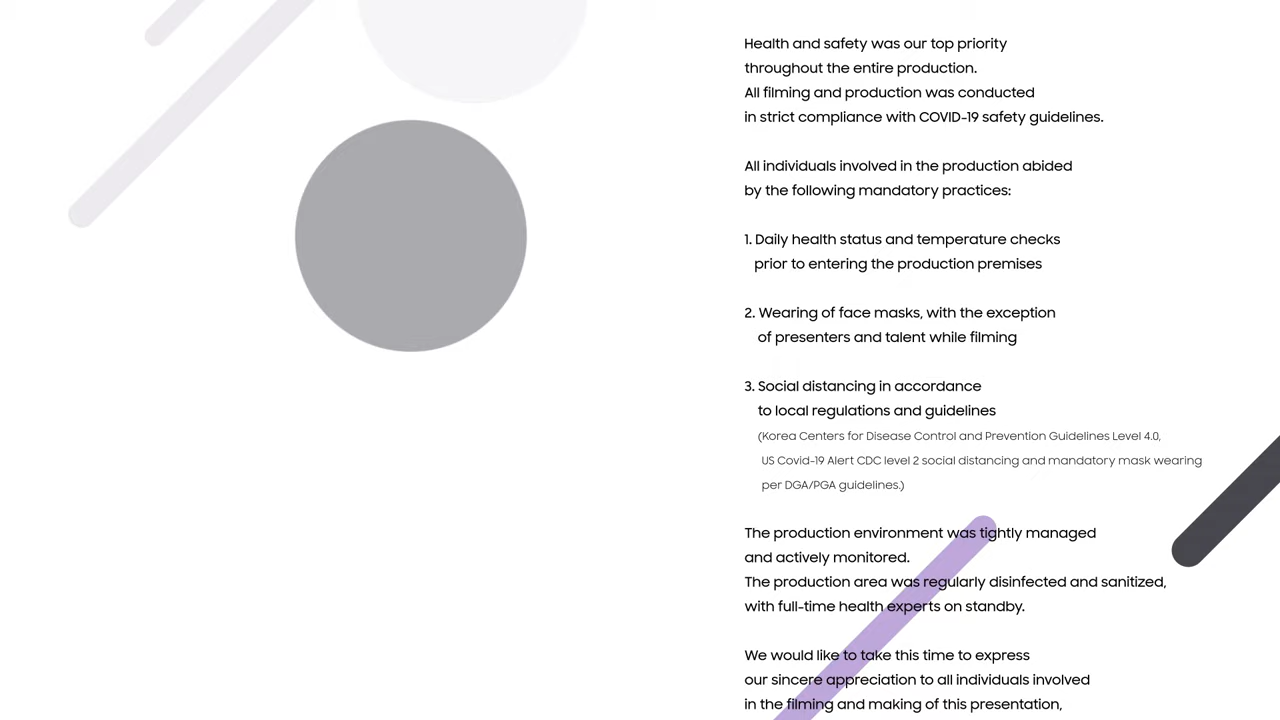 Health and safety was our top priority
throughout the entire production.
All filming and production was conducted
in strict compliance with COVID-19 safety guidelines.
All individuals involved in the production abided
by the following mandatory practices:
1. Daily health status and temperature checks
prior to entering the production premises
2. Wearing of face masks, with the exception
of presenters and talent while filming
3. Social distancing in accordance
to local regulations and guidelines
(Korea Centers for Disease Control and Prevention Guidelines Level 4.0,
US Covid-19 Alert CDC level 2 social distancing and mandatory mask wearing
per DGA/PGA guidelines.)
The production environment was tightly managed
and actively monitored.
The production area was regularly disinfected and sanitized,
with full-time health experts on standby.
We would like to take this time to express
our sincere appreciation to all individuals involved
in the filming and making of this presentation,